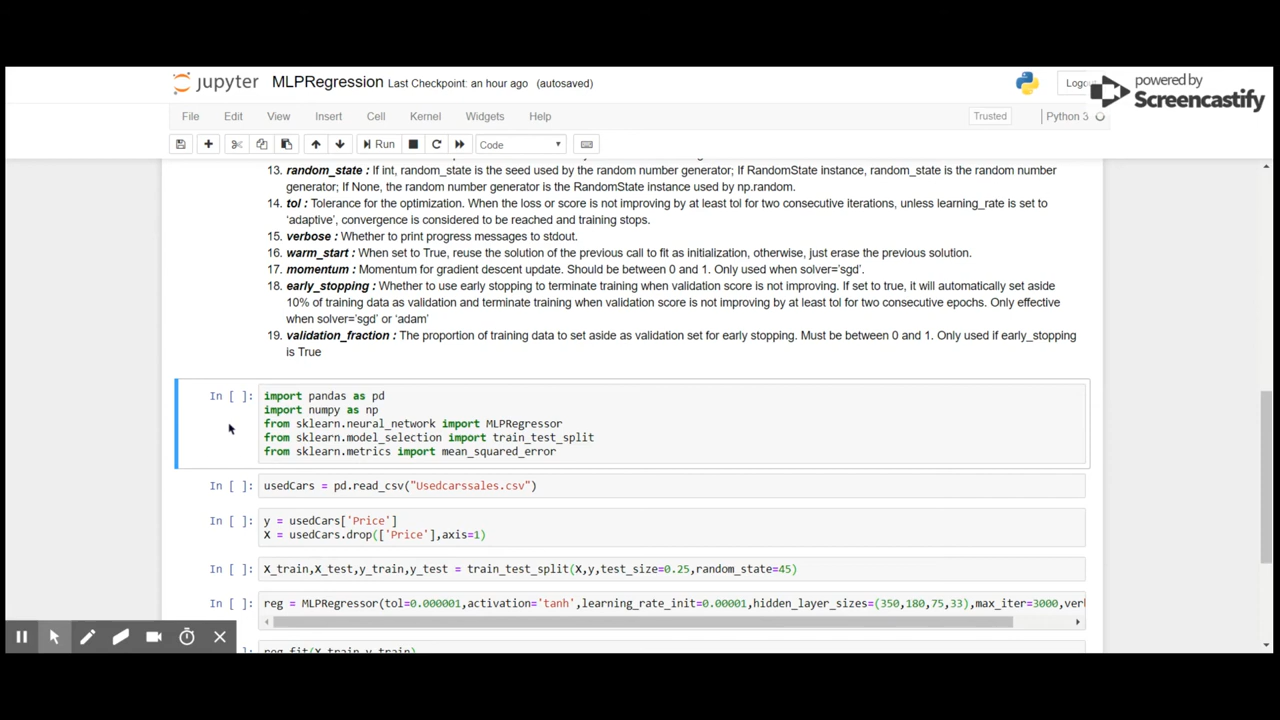 jupyter MLPRegression Last Checkpoint: an hour ago (autosaved)
powered by
Screencastify
File Edit View Insert Cell Kernel Widgets Help Trusted Python 3
Run Code
13. random_state : If int, random_state is the seed used by the random number generator; If RandomState instance, random_state is the random number
generator; If None, the random number generator is the RandomState instance used by np.random.
14. tol : Tolerance for the optimization. When the loss or score is not improving by at least tol for two consecutive iterations, unless learning_rate is set to
‘adaptive’, convergence is considered to be reached and training stops.
15. verbose : Whether to print progress messages to stdout.
16. warm_start : When set to True, reuse the solution of the previous call to fit as initialization, otherwise, just erase the previous solution.
17. momentum : Momentum for gradient descent update. Should be between 0 and 1. Only used when solver=’sgd’.
18. early_stopping : Whether to use early stopping to terminate training when validation score is not improving. If set to true, it will automatically set aside
10% of training data as validation and terminate training when validation score is not improving by at least tol for two consecutive epochs. Only effective
when solver=’sgd’ or ‘adam’
19. validation_fraction : The proportion of training data to set aside as validation set for early stopping. Must be between 0 and 1. Only used if early_stopping
is True
In [ ]: import pandas as pd
import numpy as np
from sklearn.neural_network import MLPRegressor
from sklearn.model_selection import train_test_split
from sklearn.metrics import mean_squared_error
In [ ]: usedCars = pd.read_csv("Usedcarssales.csv")
In [ ]: y = usedCars['Price']
X = usedCars.drop(['Price'],axis=1)
In [ ]: X_train,X_test,y_train,y_test = train_test_split(X,y,test_size=0.25,random_state=45)
In [ ]: reg = MLPRegressor(tol=0.000001,activation='tanh',learning_rate_init=0.00001,hidden_layer_sizes=(350,180,75,33),max_iter=3000,
reg.fit(X_train,y_train)